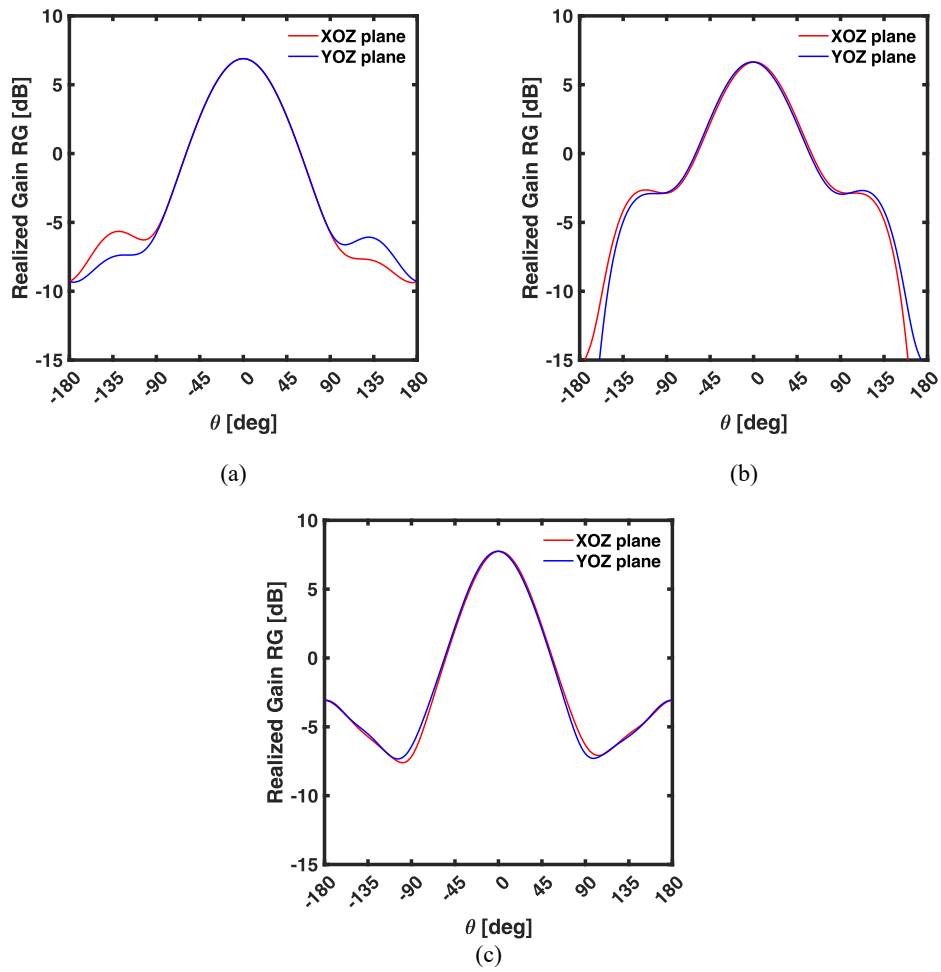 10
5
0
-5
-10
-15
Realized Gain RG [dB]
XOZ plane
YOZ plane
-180 -135 -90 -45 0 45 90 135 180
θ [deg]
(a)
10
5
0
-5
-10
-15
Realized Gain RG [dB]
XOZ plane
YOZ plane
-180 -135 -90 -45 0 45 90 135 180
θ [deg]
(b)
10
5
0
-5
-10
-15
Realized Gain RG [dB]
XOZ plane
YOZ plane
-180 -135 -90 -45 0 45 90 135 180
θ [deg]
(c)